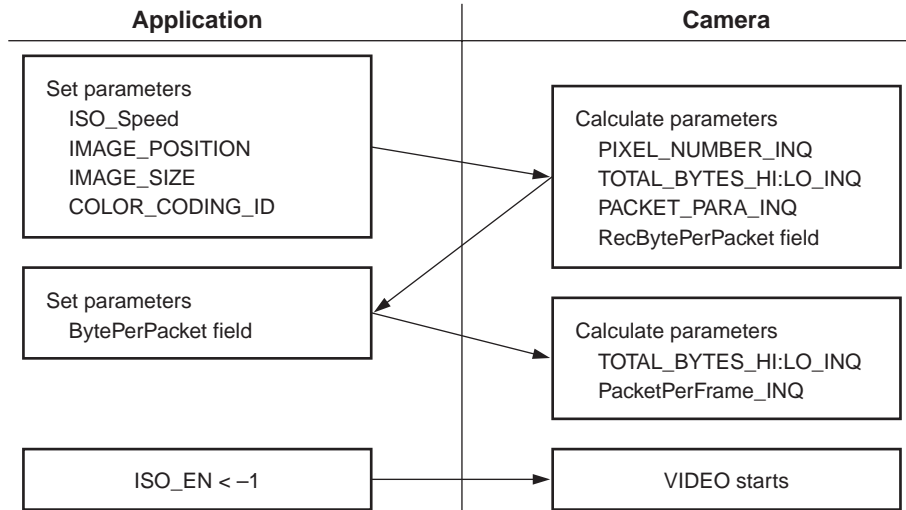 Application
Camera
Set parameters
ISO_Speed
IMAGE_POSITION
IMAGE_SIZE
COLOR_CODING_ID
Calculate parameters
PIXEL_NUMBER_INQ
TOTAL_BYTES_HI:LO_INQ
PACKET_PARA_INQ
RecBytePerPacket field
Set parameters
BytePerPacket field
Calculate parameters
TOTAL_BYTES_HI:LO_INQ
PacketPerFrame_INQ
ISO_EN < –1
VIDEO starts